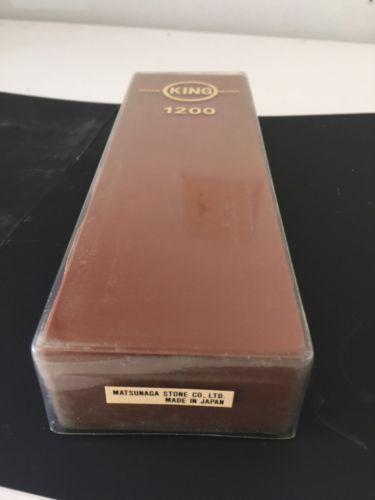 KING
1200
MATSUNAGA STONE CO., LTD.
MADE IN JAPAN